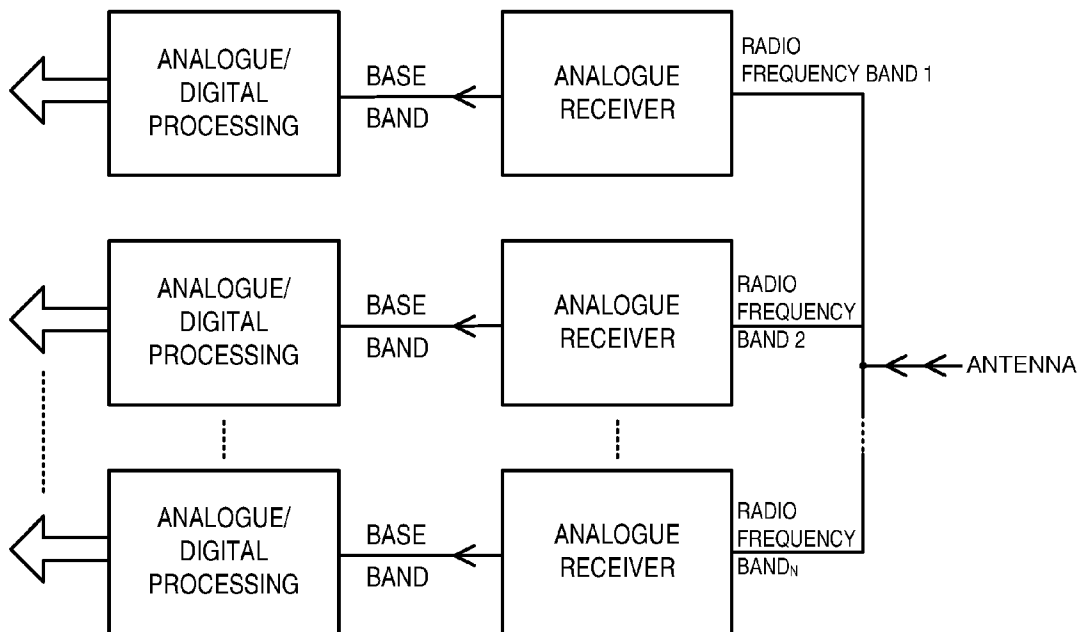 ANALOGUE/
DIGITAL
PROCESSING
BASE
BAND
ANALOGUE
RECEIVER
RADIO
FREQUENCY BAND 1
ANALOGUE/
DIGITAL
PROCESSING
BASE
BAND
ANALOGUE
RECEIVER
RADIO
FREQUENCY
BAND 2
ANTENNA
ANALOGUE/
DIGITAL
PROCESSING
BASE
BAND
ANALOGUE
RECEIVER
RADIO
FREQUENCY
BANDN